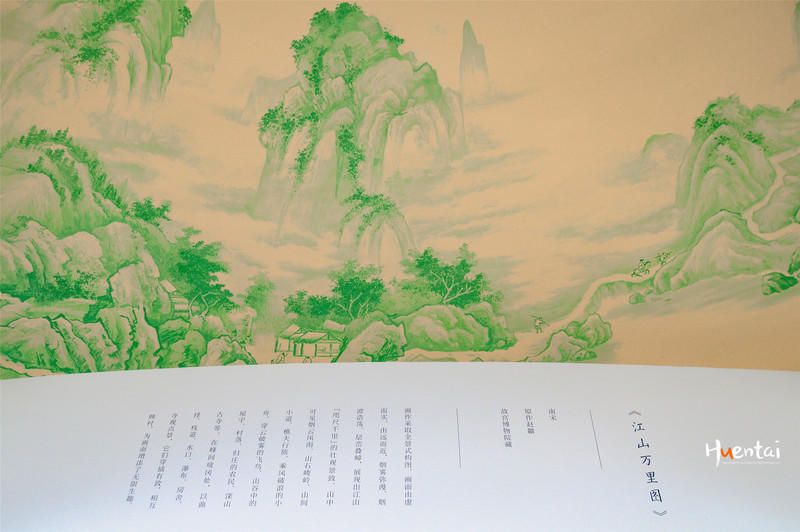 《江山万里图》
南宋
原作赵黻
故宫博物院藏
画作采取全景式构图，画面由虚
而实，由远而近，烟雾弥漫，烟
波浩荡，层峦叠嶂，展现出江山
“咫尺千里”的壮观景致。山中
可见烟云风雨，山石崚岭，山间
小道，樵夫行旅，乘风破浪的小
舟，穿云破雾的飞鸟，山谷中的
屋宇，村落，归庄的农民，深山
古寺等，在峰回境风处，以曲
径、栈道、水口、瀑布、房舍、
寺观点景，它们穿插有致，相互
映村，为画面增添了无限生趣。
Huentai